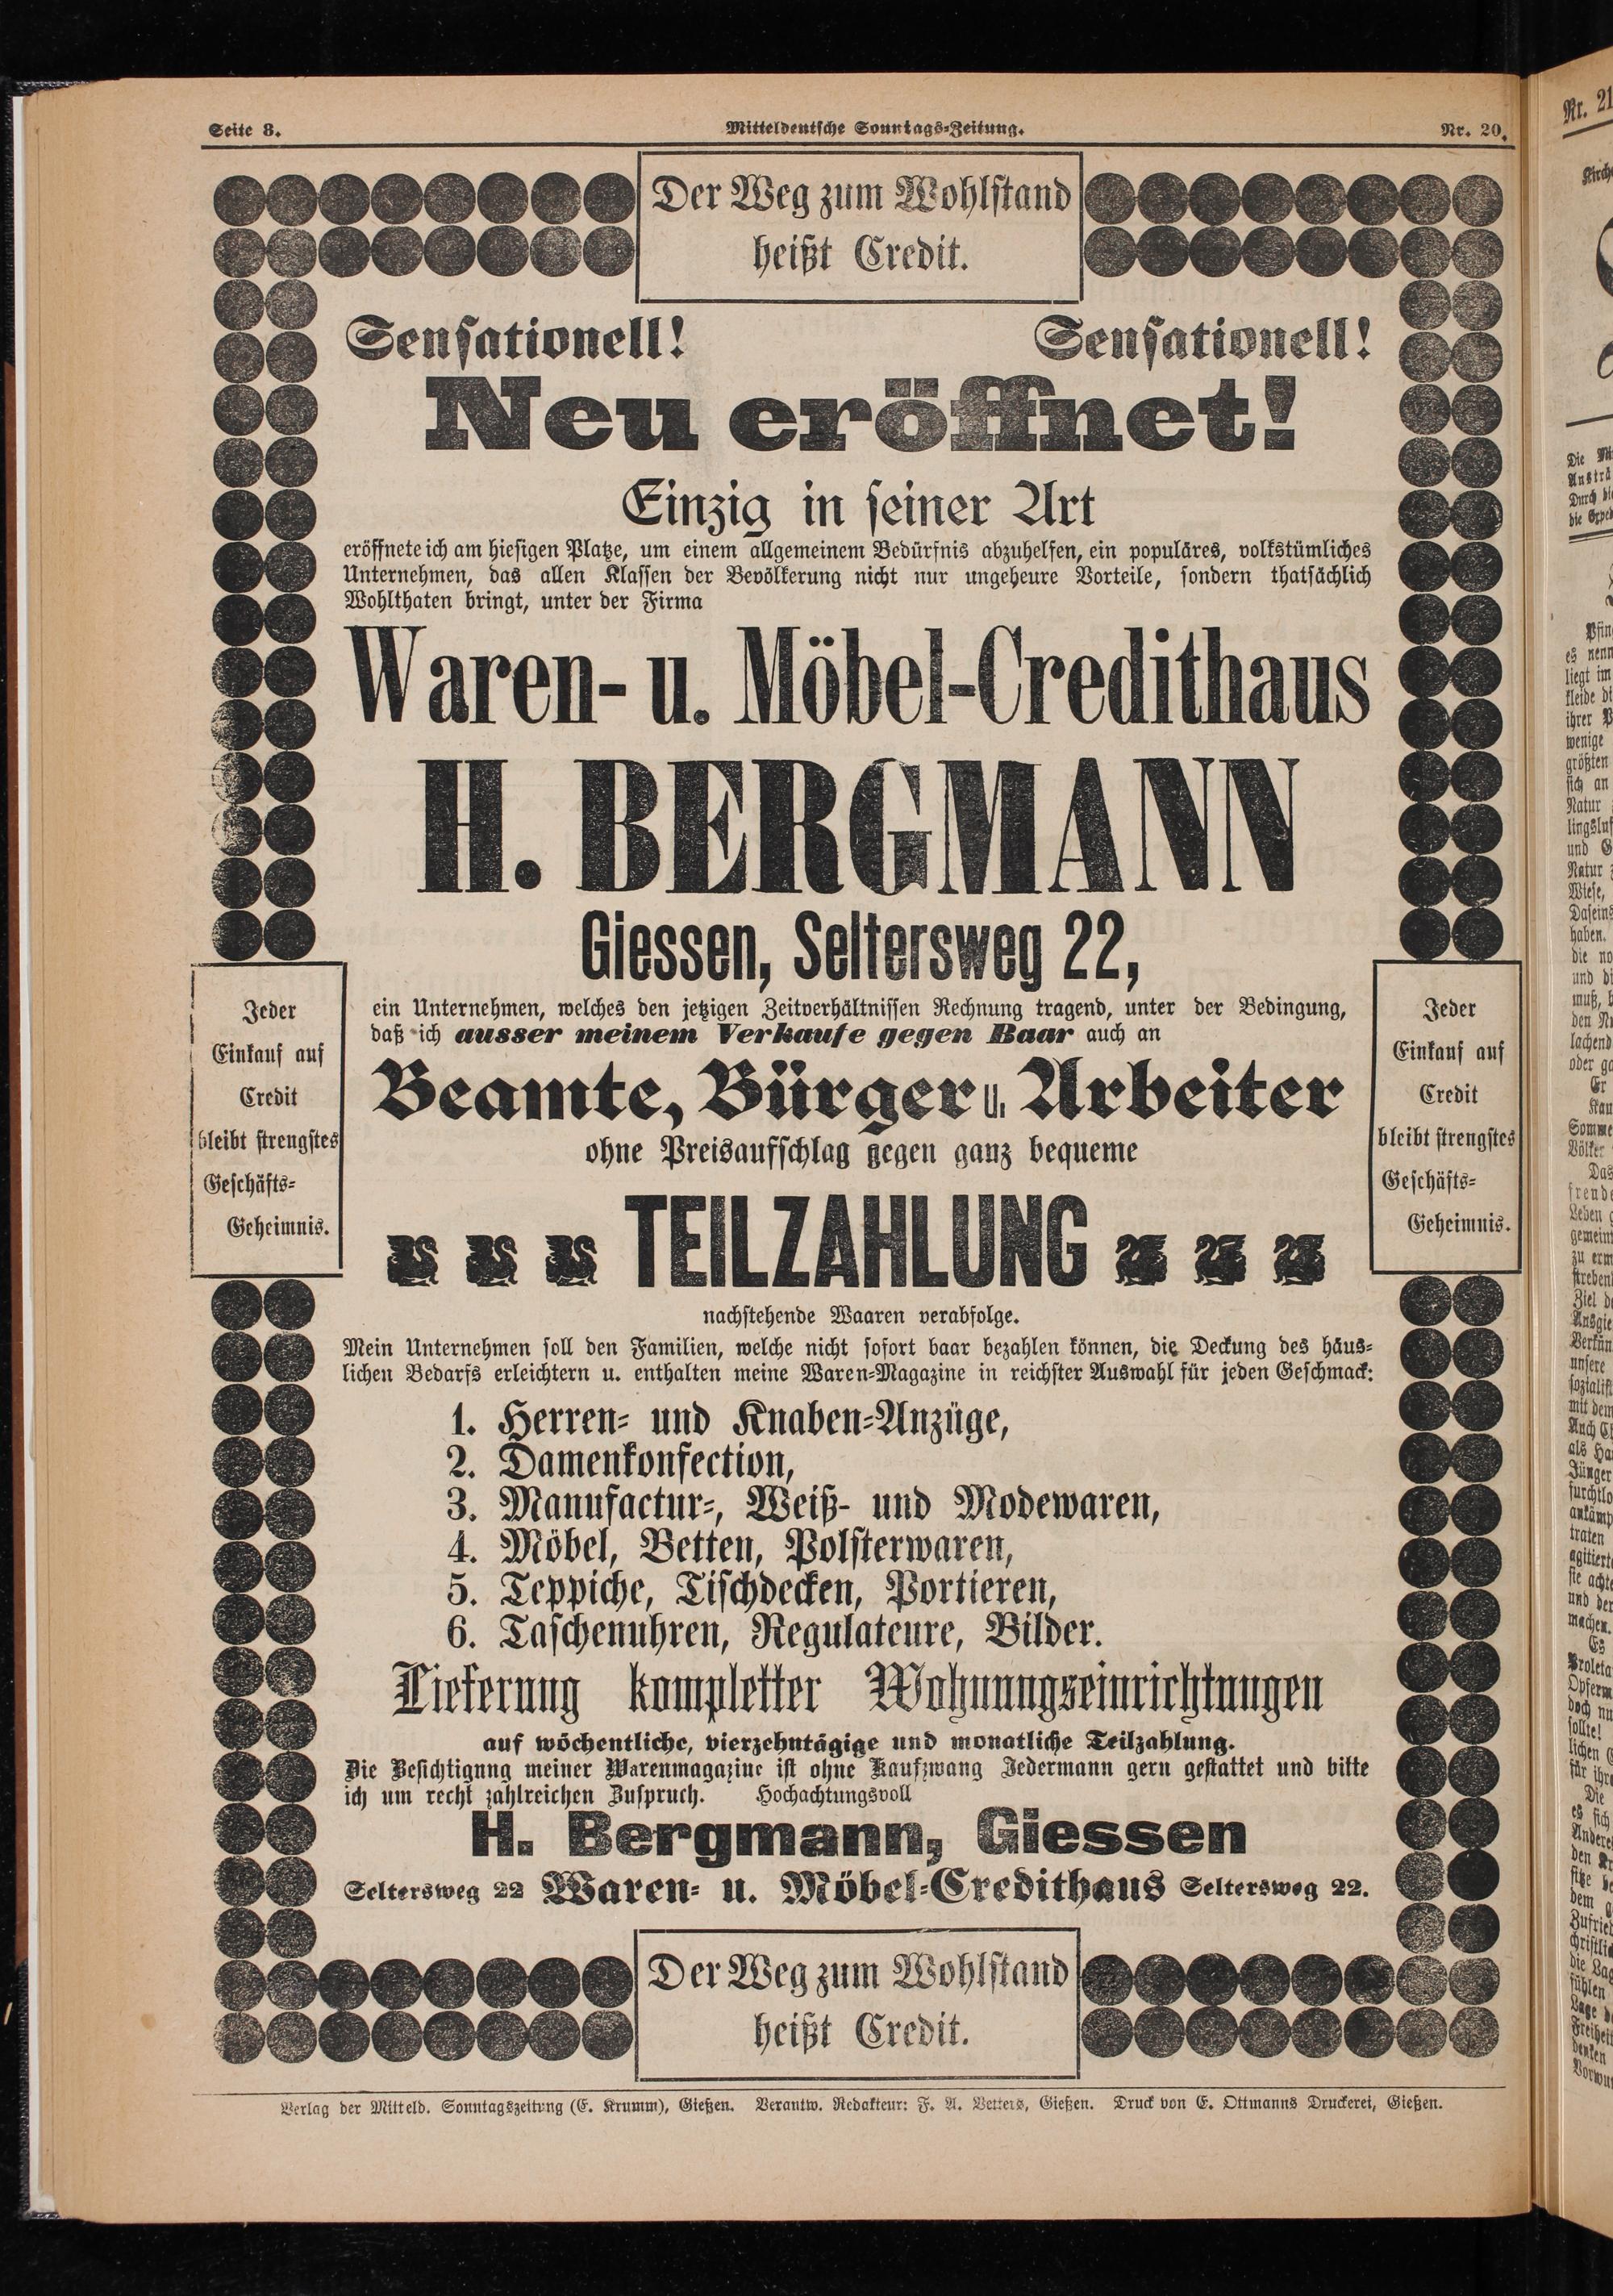 Seite 8.
Mitteldeutsche Sonntags-Zeitung.
Nr. 20.
Der Weg zum Wohlstand
heißt Credit.
Sensationell! Sensationell!
Neu eröffnet!
Einzig in seiner Art
eröffnete ich am hiesigen Platze, um einem allgemeinem Bedürfnis abzuhelfen, ein populäres, volkstümliches
Unternehmen, das allen Klassen der Bevölkerung nicht nur ungeheure Vorteile, sondern thatsächlich
Wohlthaten bringt, unter der Firma
Waren- u. Möbel-Credithaus
H. BERGMANN
Giessen, Seltersweg 22,
ein Unternehmen, welches den jetzigen Zeitverhältnissen Rechnung tragend, unter der Bedingung,
daß ich ausser meinem Verkaufe gegen Baar auch an
Beamte, Bürger u. Arbeiter
ohne Preisaufschlag gegen ganz bequeme
TEILZAHLUNG
nachstehende Waaren verabfolge.
Jeder
Einkauf auf
Credit
bleibt strengstes
Geschäfts-
Geheimnis.
Jeder
Einkauf auf
Credit
bleibt strengstes
Geschäfts-
Geheimnis.
Mein Unternehmen soll den Familien, welche nicht sofort baar bezahlen können, die Deckung des häus-
lichen Bedarfs erleichtern u. enthalten meine Waren-Magazine in reichster Auswahl für jeden Geschmack:
1. Herren- und Knaben-Anzüge,
2. Damenkonfection,
3. Manufactur-, Weiß- und Modewaren,
4. Möbel, Betten, Polsterwaren,
5. Teppiche, Tischdecken, Portieren,
6. Taschenuhren, Regulateure, Bilder.
Lieferung kompletter Wohnungseinrichtungen
auf wöchentliche, vierzehntägige und monatliche Teilzahlung.
Die Besichtigung meiner Warenmagazine ist ohne Kaufzwang Jedermann gern gestattet und bitte
ich um recht zahlreichen Zuspruch. Hochachtungsvoll
H. Bergmann, Giessen
Seltersweg 22 Waren- u. Möbel-Credithaus Seltersweg 22.
Der Weg zum Wohlstand
heißt Credit.
Verlag der Mitteld. Sonntagszeitung (E. Krumm), Gießen. Verantw. Redakteur: F. A. Vetters, Gießen. Druck von E. Ottmanns Druckerei, Gießen.
Nr. 21